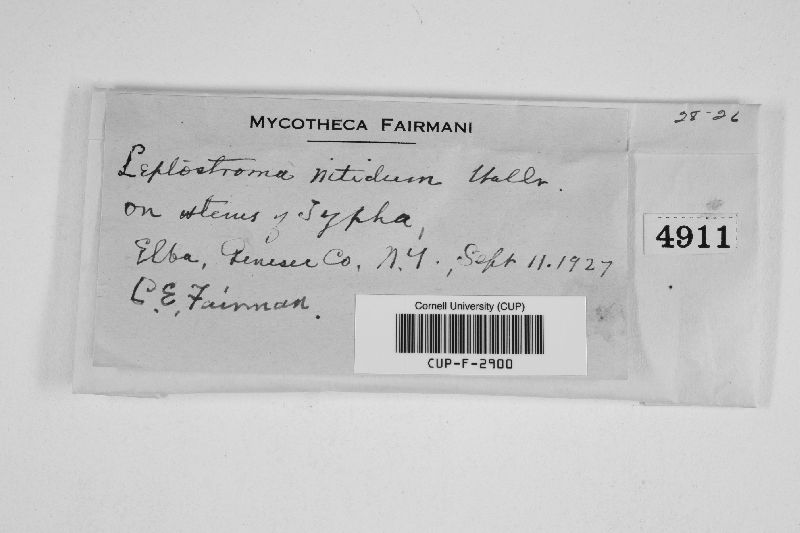 28-26
MYCOTHECA FAIRMANI
Leptostroma nitidum Wallr.
on stems of Typha,
Elba, Genesee Co, N.Y., Sept 11. 1927
C. E. Fairman.
4911
Cornell University (CUP)
CUP-F-2900